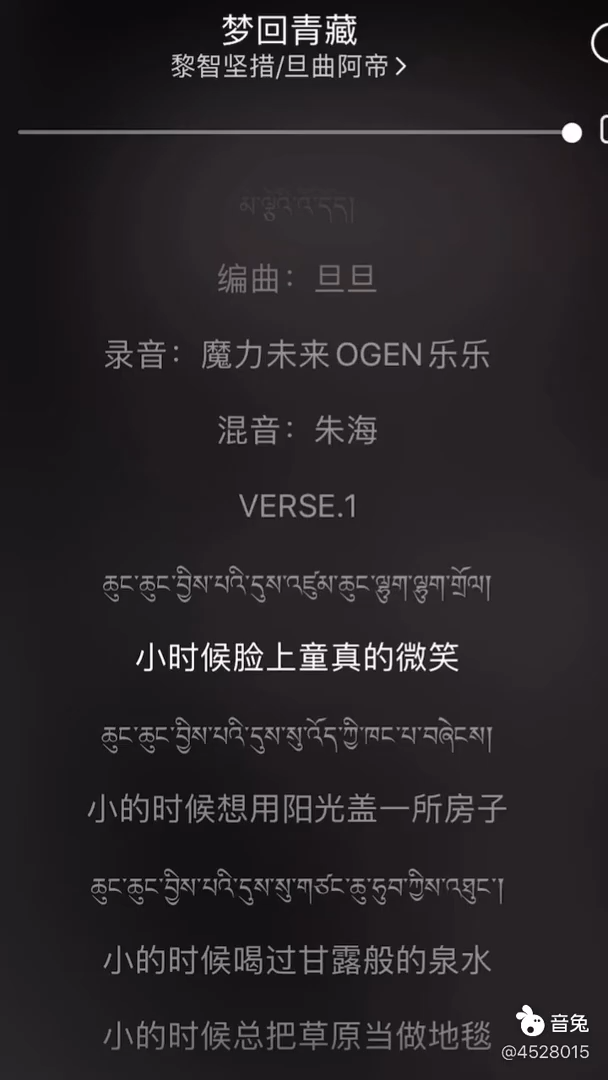 梦回青藏
黎智坚措/旦曲阿帝
编曲：旦旦
录音：魔力未来OGEN乐乐
混音：朱海
VERSE.1
ཆུང་ཆུང་བྱིས་པའི་དུས་འཛུམ་ཆུང་ལྷུག་ལྷུག་གྲོལ།
小时候脸上童真的微笑
ཆུང་ཆུང་བྱིས་པའི་དུས་སུ་འོད་ཀྱི་ཁང་པ་བཞེངས།
小的时候想用阳光盖一所房子
ཆུང་ཆུང་བྱིས་པའི་དུས་སུ་གཙང་ཆུ་ཧུབ་ཀྱིས་འཐུང་།
小的时候喝过甘露般的泉水
小的时候总把草原当做地毯
音兔
@4528015